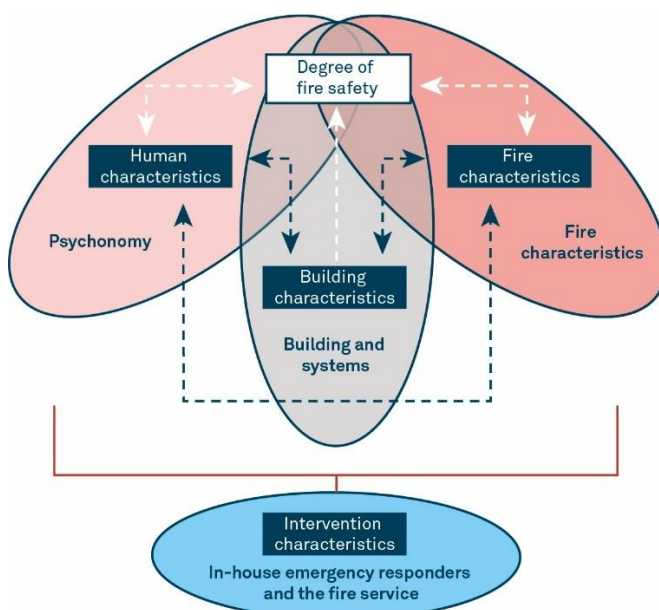 Degree of
fire safety
Human
characteristics
Fire
characteristics
Psychonomy
Fire
characteristics
Building
characteristics
Building and
systems
Intervention
characteristics
In-house emergency responders
and the fire service